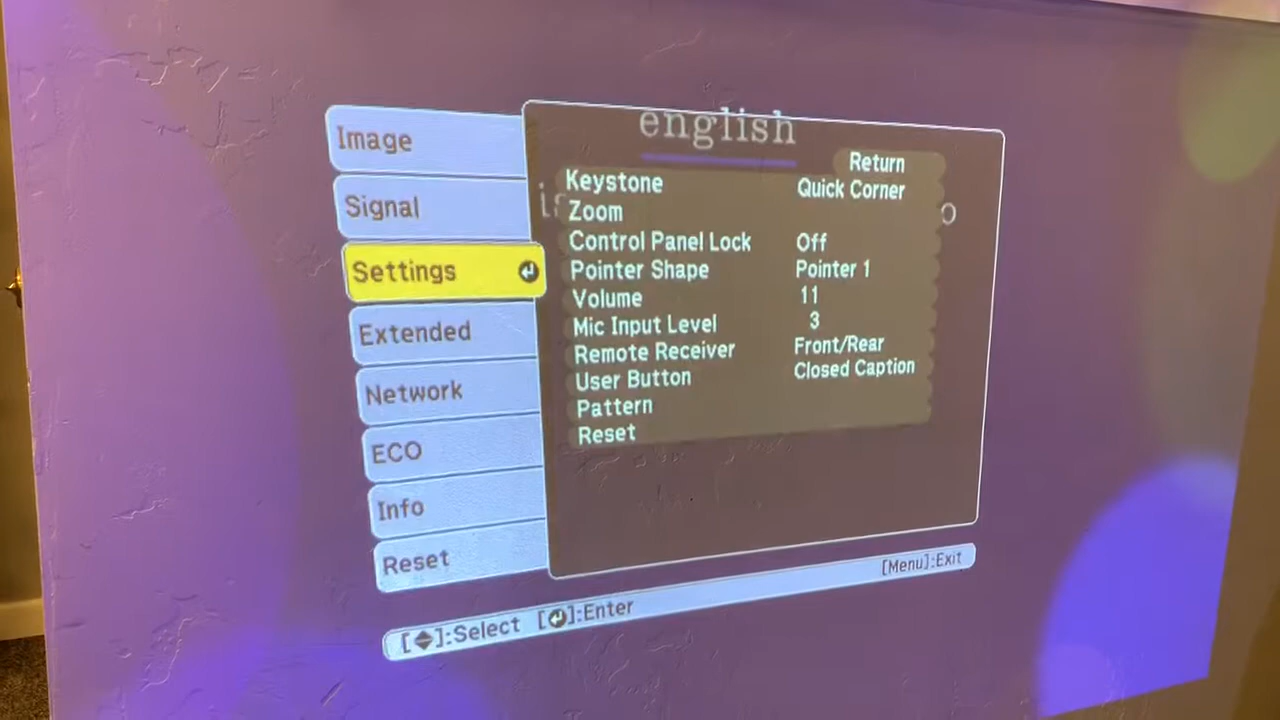 english
Image
Signal
Settings
Extended
Network
ECO
Info
Reset
Return
Keystone Quick Corner
Zoom
Control Panel Lock Off
Pointer Shape Pointer 1
Volume 11
Mic Input Level 3
Remote Receiver Front/Rear
User Button Closed Caption
Pattern
Reset
[ ]:Select [ ]:Enter [Menu]:Exit